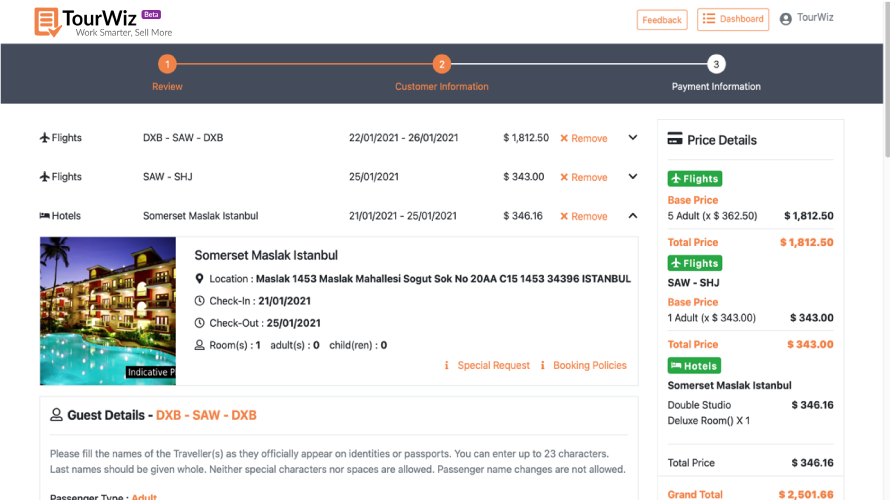 TourWiz Beta
Work Smarter, Sell More
Feedback
Dashboard
TourWiz
1
2
3
Review
Customer Information
Payment Information
Flights DXB - SAW - DXB 22/01/2021 - 26/01/2021 $ 1,812.50 Remove
Flights SAW - SHJ 25/01/2021 $ 343.00 Remove
Hotels Somerset Maslak Istanbul 21/01/2021 - 25/01/2021 $ 346.16 Remove
Somerset Maslak Istanbul
Location : Maslak 1453 Maslak Mahallesi Sogut Sok No 20AA C15 1453 34396 ISTANBUL
Check-In : 21/01/2021
Check-Out : 25/01/2021
Room(s) : 1 adult(s) : 0 child(ren) : 0
Indicative
Special Request
Booking Policies
Guest Details - DXB - SAW - DXB
Please fill the names of the Traveller(s) as they officially appear on identities or passports. You can enter up to 23 characters.
Last names should be given whole. Neither special characters nor spaces are allowed. Passenger name changes are not allowed.
Passenger Type : Adult
Price Details
Flights
Base Price
5 Adult (x $ 362.50) $ 1,812.50
Total Price $ 1,812.50
Flights
SAW - SHJ
Base Price
1 Adult (x $ 343.00) $ 343.00
Total Price $ 343.00
Hotels
Somerset Maslak Istanbul
Double Studio $ 346.16
Deluxe Room() X 1
Total Price $ 346.16
Grand Total $ 2,501.66